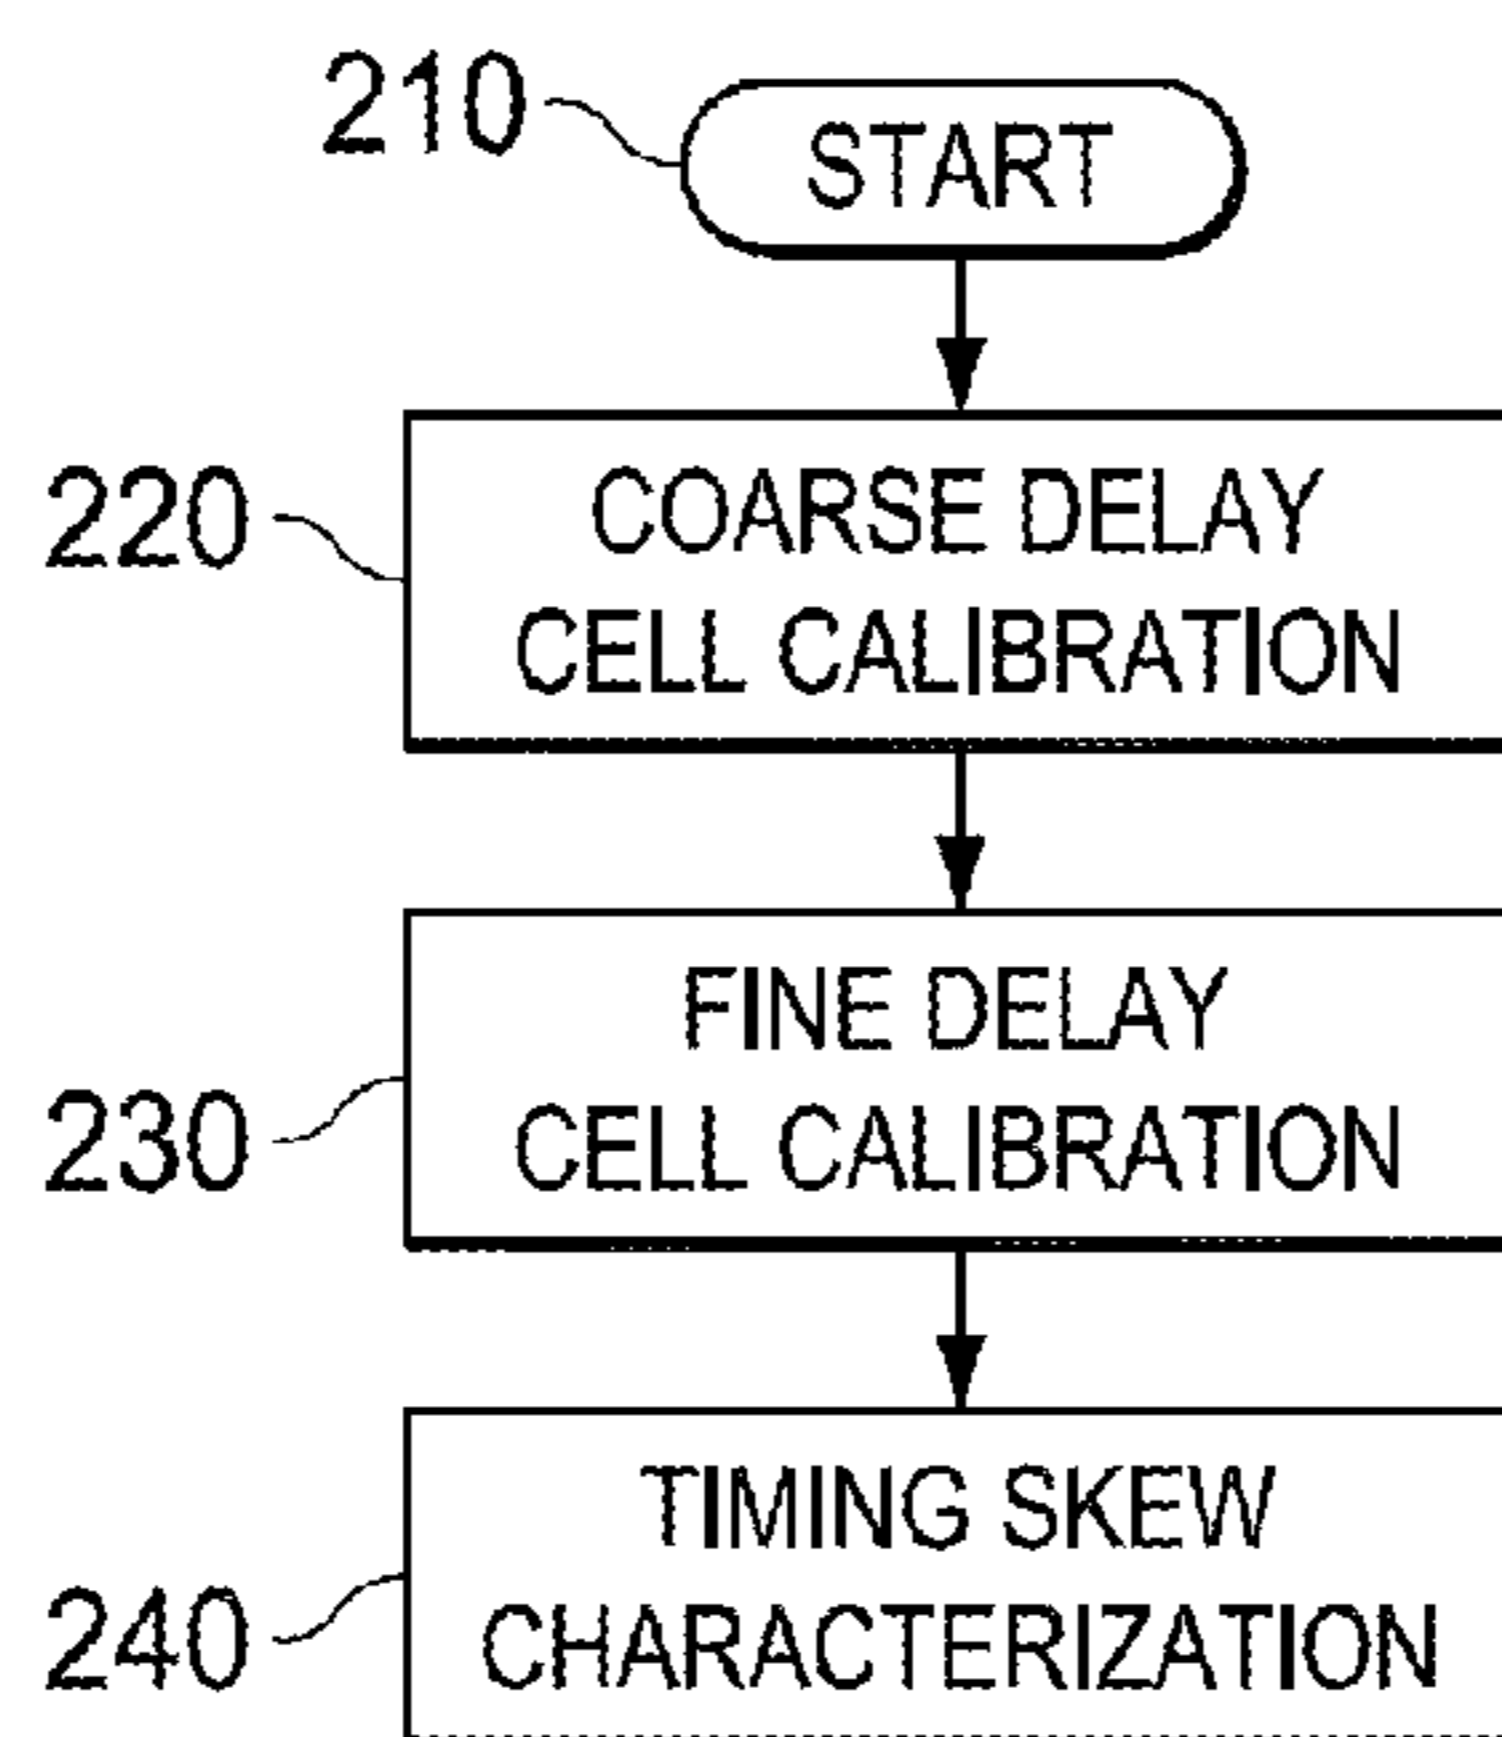 210
START
220
COARSE DELAY
CELL CALIBRATION
FINE DELAY
230
CELL CALIBRATION
TIMING SKEW
240
CHARACTERIZATION